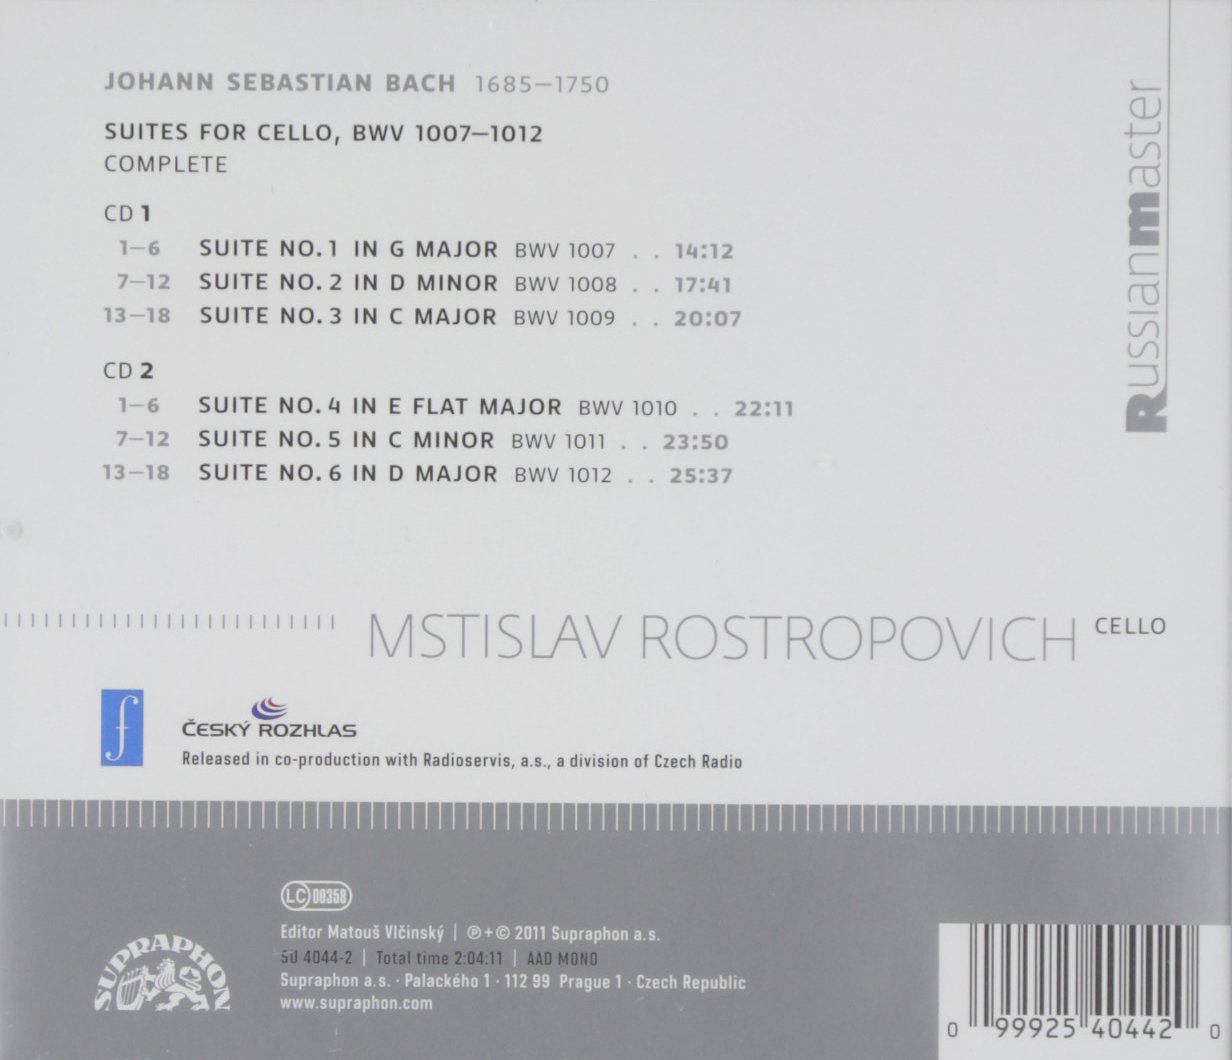 JOHANN SEBASTIAN BACH 1685–1750
SUITES FOR CELLO, BWV 1007–1012
COMPLETE
CD 1
1–6 SUITE NO. 1 IN G MAJOR BWV 1007 . . 14:12
7–12 SUITE NO. 2 IN D MINOR BWV 1008 . . 17:41
13–18 SUITE NO. 3 IN C MAJOR BWV 1009 . . 20:07
CD 2
1–6 SUITE NO. 4 IN E FLAT MAJOR BWV 1010 . . 22:11
7–12 SUITE NO. 5 IN C MINOR BWV 1011 . . 23:50
13–18 SUITE NO. 6 IN D MAJOR BWV 1012 . . 25:37
Russianmaster
MSTISLAV ROSTROPOVICH CELLO
f
ČESKÝ ROZHLAS
Released in co-production with Radioservis, a.s., a division of Czech Radio
LC 00358
Editor Matouš Vlčinský | ℗+© 2011 Supraphon a.s.
SU 4044-2 | Total time 2:04:11 | AAD MONO
Supraphon a.s. · Palackého 1 · 112 99 Prague 1 · Czech Republic
www.supraphon.com
SUPRAPHON
0 99925 40442 0